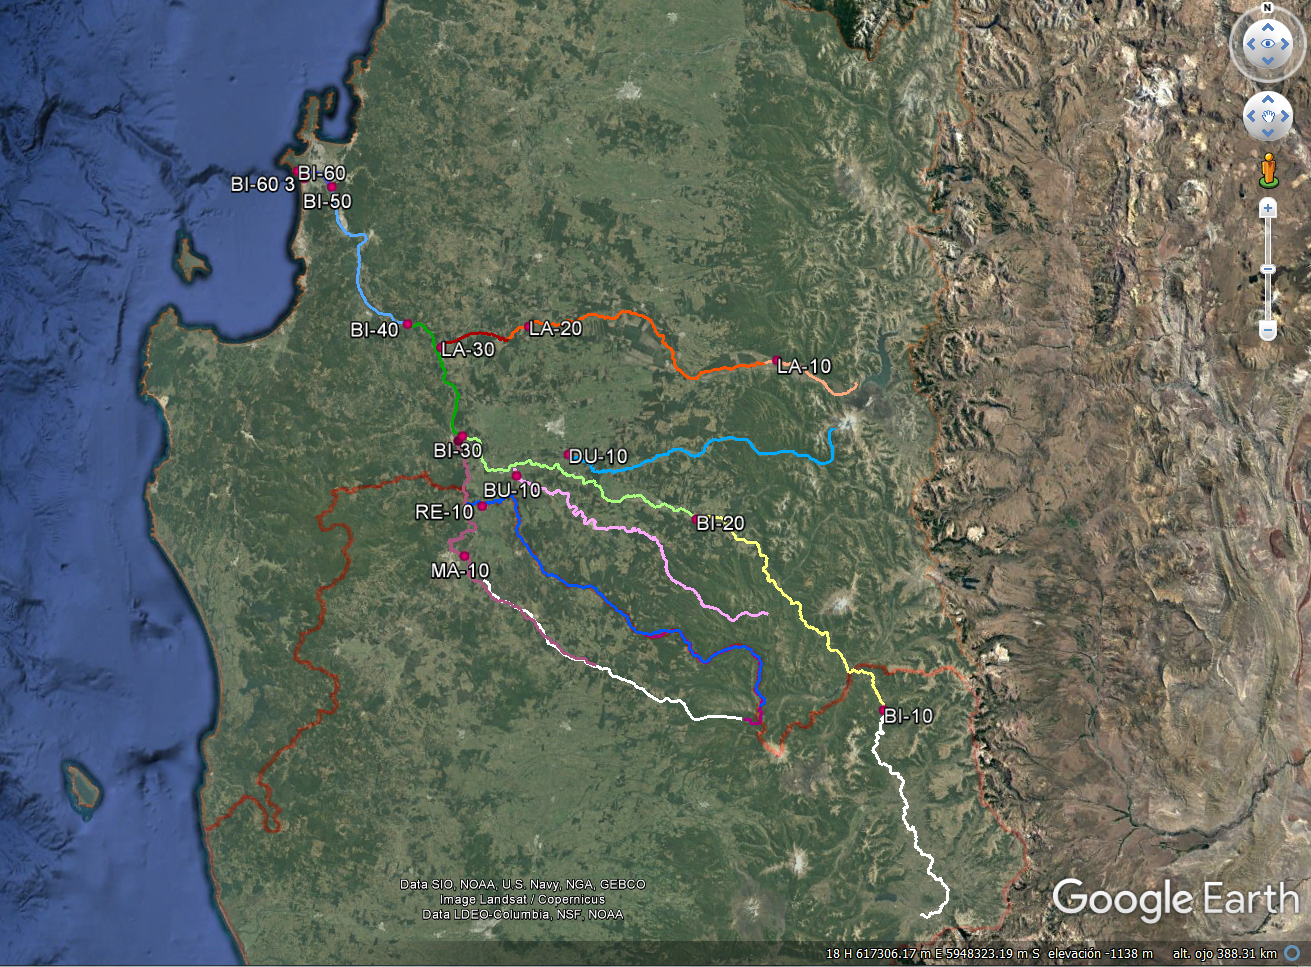 N
BI-60
BI-60 3
BI-50
BI-40
LA-20
LA-30
LA-10
BI-30
DU-10
BU-10
RE-10
BI-20
MA-10
BI-10
Data SIO, NOAA, U.S. Navy, NGA, GEBCO
Image Landsat / Copernicus
Data LDEO-Columbia, NSF, NOAA
Google Earth
18 H 617306.17 m E 5948323.19 m S elevación -1138 m alt. ojo 388.31 km